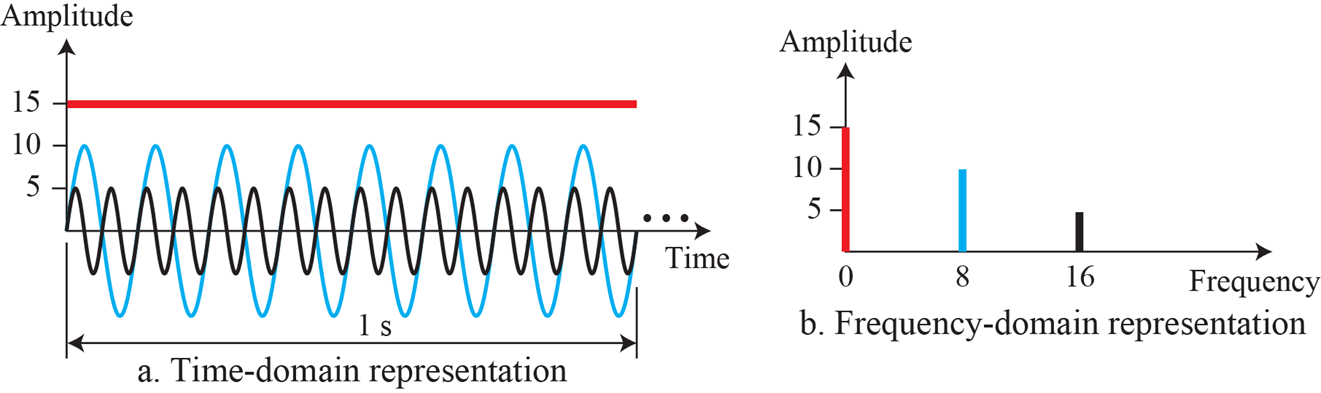 Amplitude
15
10
5
Time
1 s
a. Time-domain representation
Amplitude
15
10
5
0 8 16
Frequency
b. Frequency-domain representation